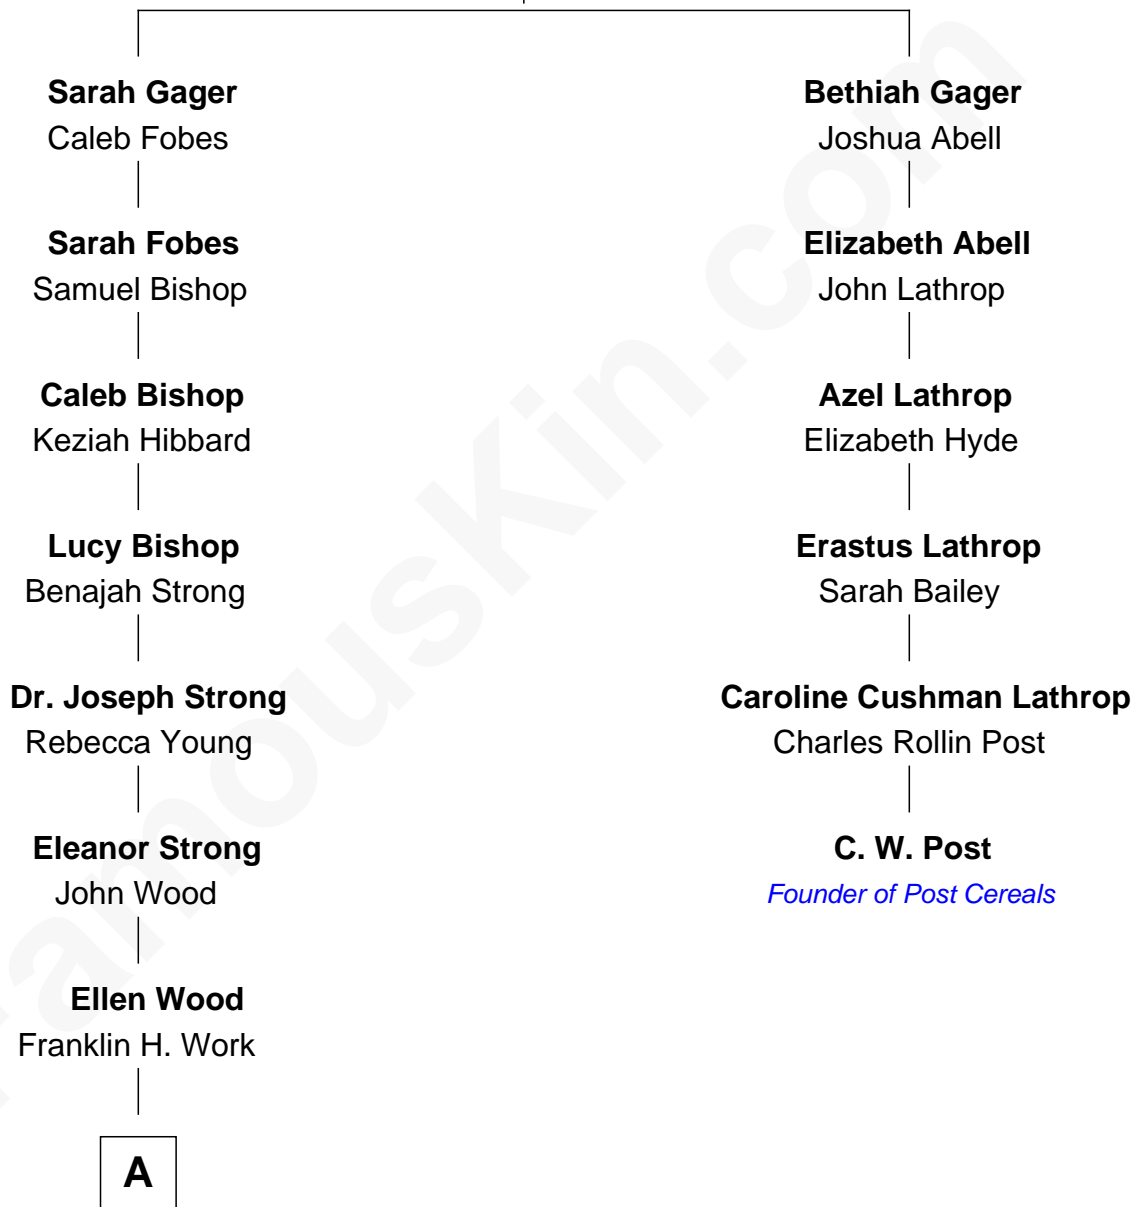 Sarah Gager
Caleb Fobes
Sarah Fobes
Samuel Bishop
Caleb Bishop
Keziah Hibbard
Lucy Bishop
Benajah Strong
Dr. Joseph Strong
Rebecca Young
Eleanor Strong
John Wood
Ellen Wood
Franklin H. Work
A
Bethiah Gager
Joshua Abell
Elizabeth Abell
John Lathrop
Azel Lathrop
Elizabeth Hyde
Erastus Lathrop
Sarah Bailey
Caroline Cushman Lathrop
Charles Rollin Post
C. W. Post
Founder of Post Cereals
FamousKin.com